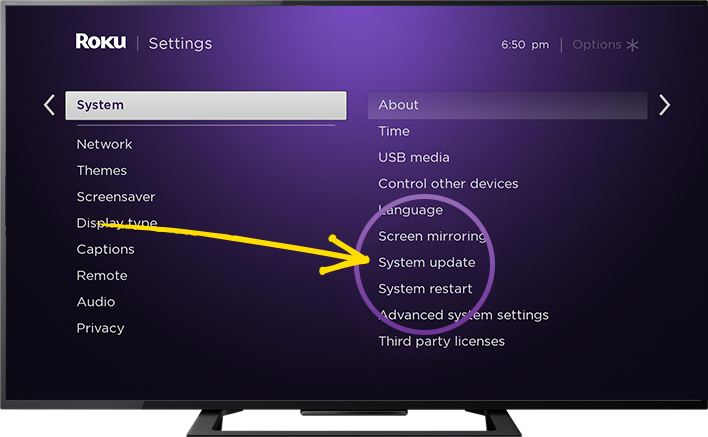 Roku | Settings
6:50 pm | Options
System
Network
Themes
Screensaver
Display type
Captions
Remote
Audio
Privacy
About
Time
USB media
Control other devices
Language
Screen mirroring
System update
System restart
Advanced system settings
Third party licenses